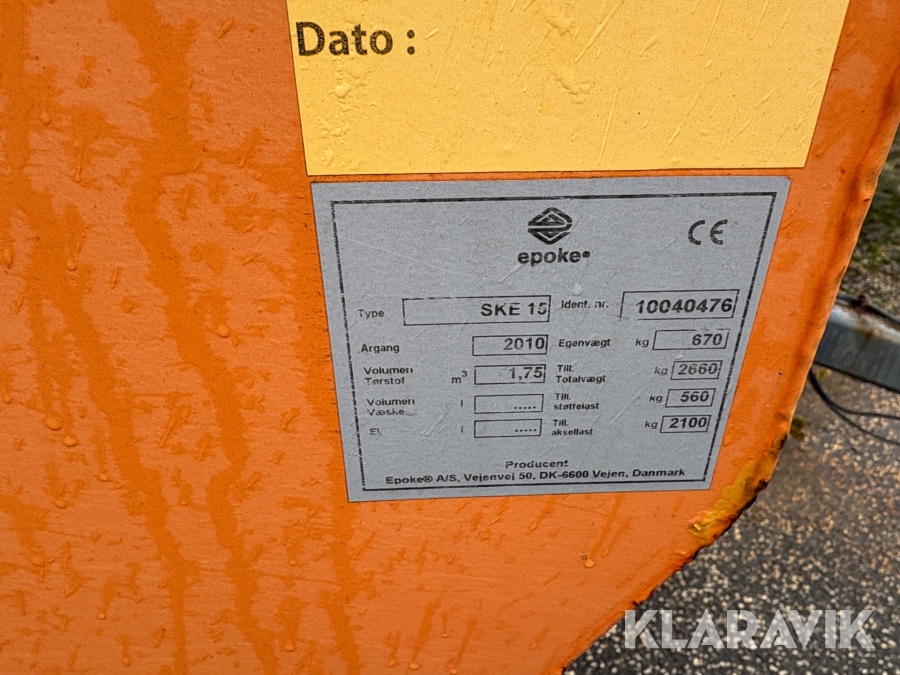 Dato :
epoke®
CE
Type SKE 15 Ident. nr. 10040476
Argang 2010 Egenvægt kg 670
Volumen Tørstof m³ 1,75 Till. Totalvægt kg 2660
Volumen Væske l ..... Till. støttelast kg 560
El. l ..... Till. aksellast kg 2100
Producent
Epoke® A/S, Vejenvej 50, DK-6600 Vejen, Danmark
KLARAVIK